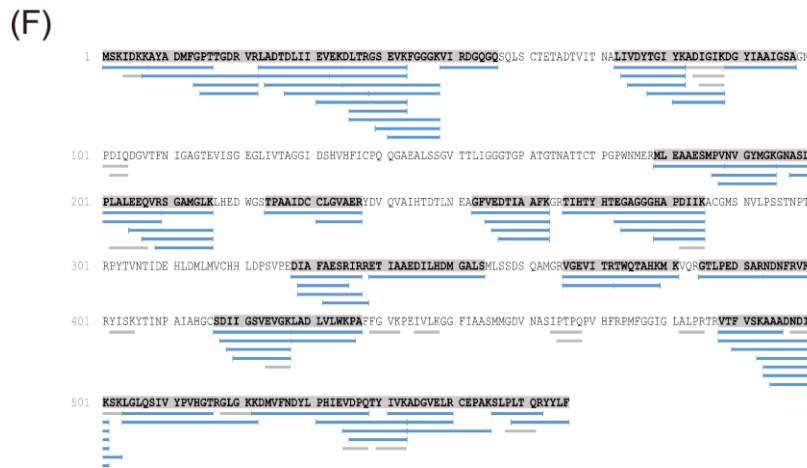 (F)
1 MSKIDKKAYA DMFGPTTGDR VRLADTDLII EVEKDLTRGS EVKFGGGKVI RDGQGQSQLS CTETADTVIT NALIVDYTGI YKADIGIKDG YIAAIGSAGN
101 PDIQDGVTFN IGAGTEVISG EGLIVTAGGI DSHVHFICPQ QGAEALSSGV TTLIGGGTGP ATGTNATTCT PGPWNMERML EAAESMPVNV GYMGKGNASL
201 PLALEEQVRS GAMGLKLHED WGSTPAAIDC CLGVAERYDV QVAIHTDTLN EAGFVEDTIA AFKGRTIHTY HTEGAGGGHA PDIIKACGMS NVLPSSTNPT
301 RPYTVNTIDE HLDMLMVCHH LDPSVPEDIA FAESRIRRET IAAEDILHDM GALSMLSSDS QAMGRVGEVI TRTWQTAHKM KVQRGTLPED SARNDNFRVK
401 RYISKYTINP AIAHGCSDII GSVEVGKLAD LVLWKPAFFG VKPEIVLKGG FIAASMMGDV NASIPTPQPV HFRPMFGGIG LALPRTRVTF VSKAAADNDI
501 KSKLGLQSIV YPVHGTRGLG KKDMVFNDYL PHIEVDPQTY IVKADGVELR CEPAKSLPLT QRYYLF